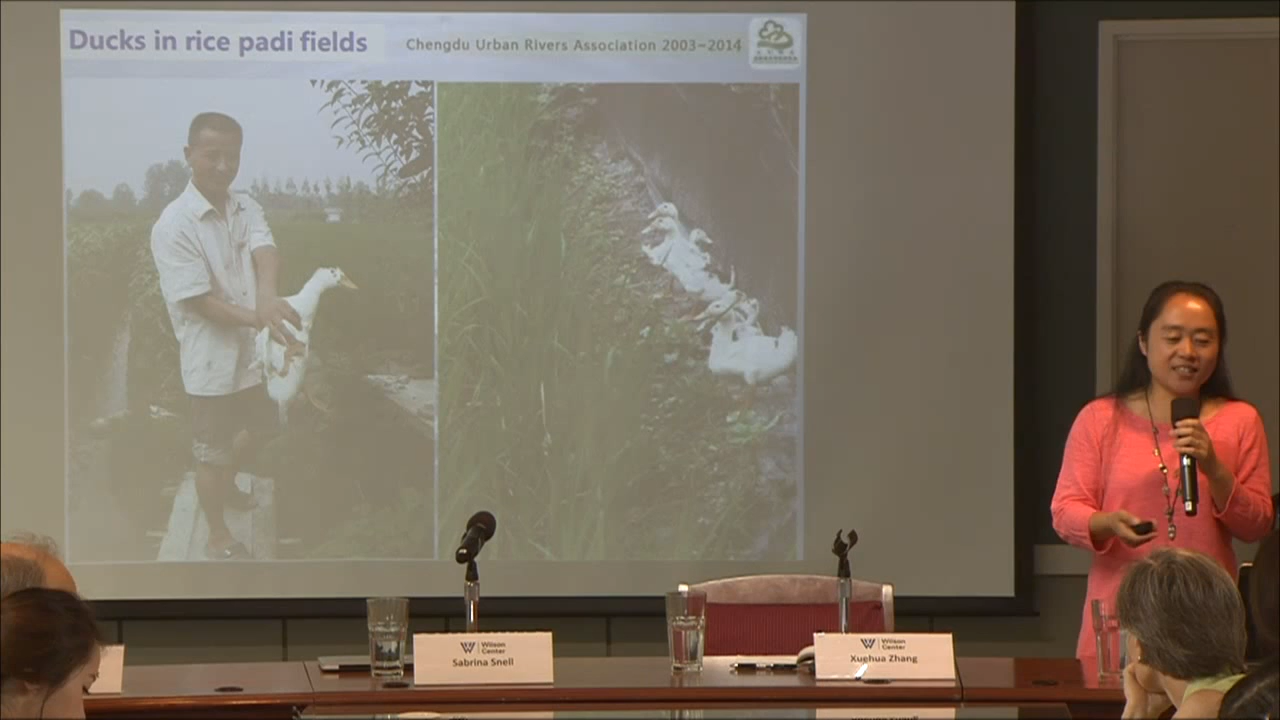 Ducks in rice padi fields
Chengdu Urban Rivers Association 2003-2014
Wilson
Center
Sabrina Snell
Wilson
Center
Xuehua Zhang